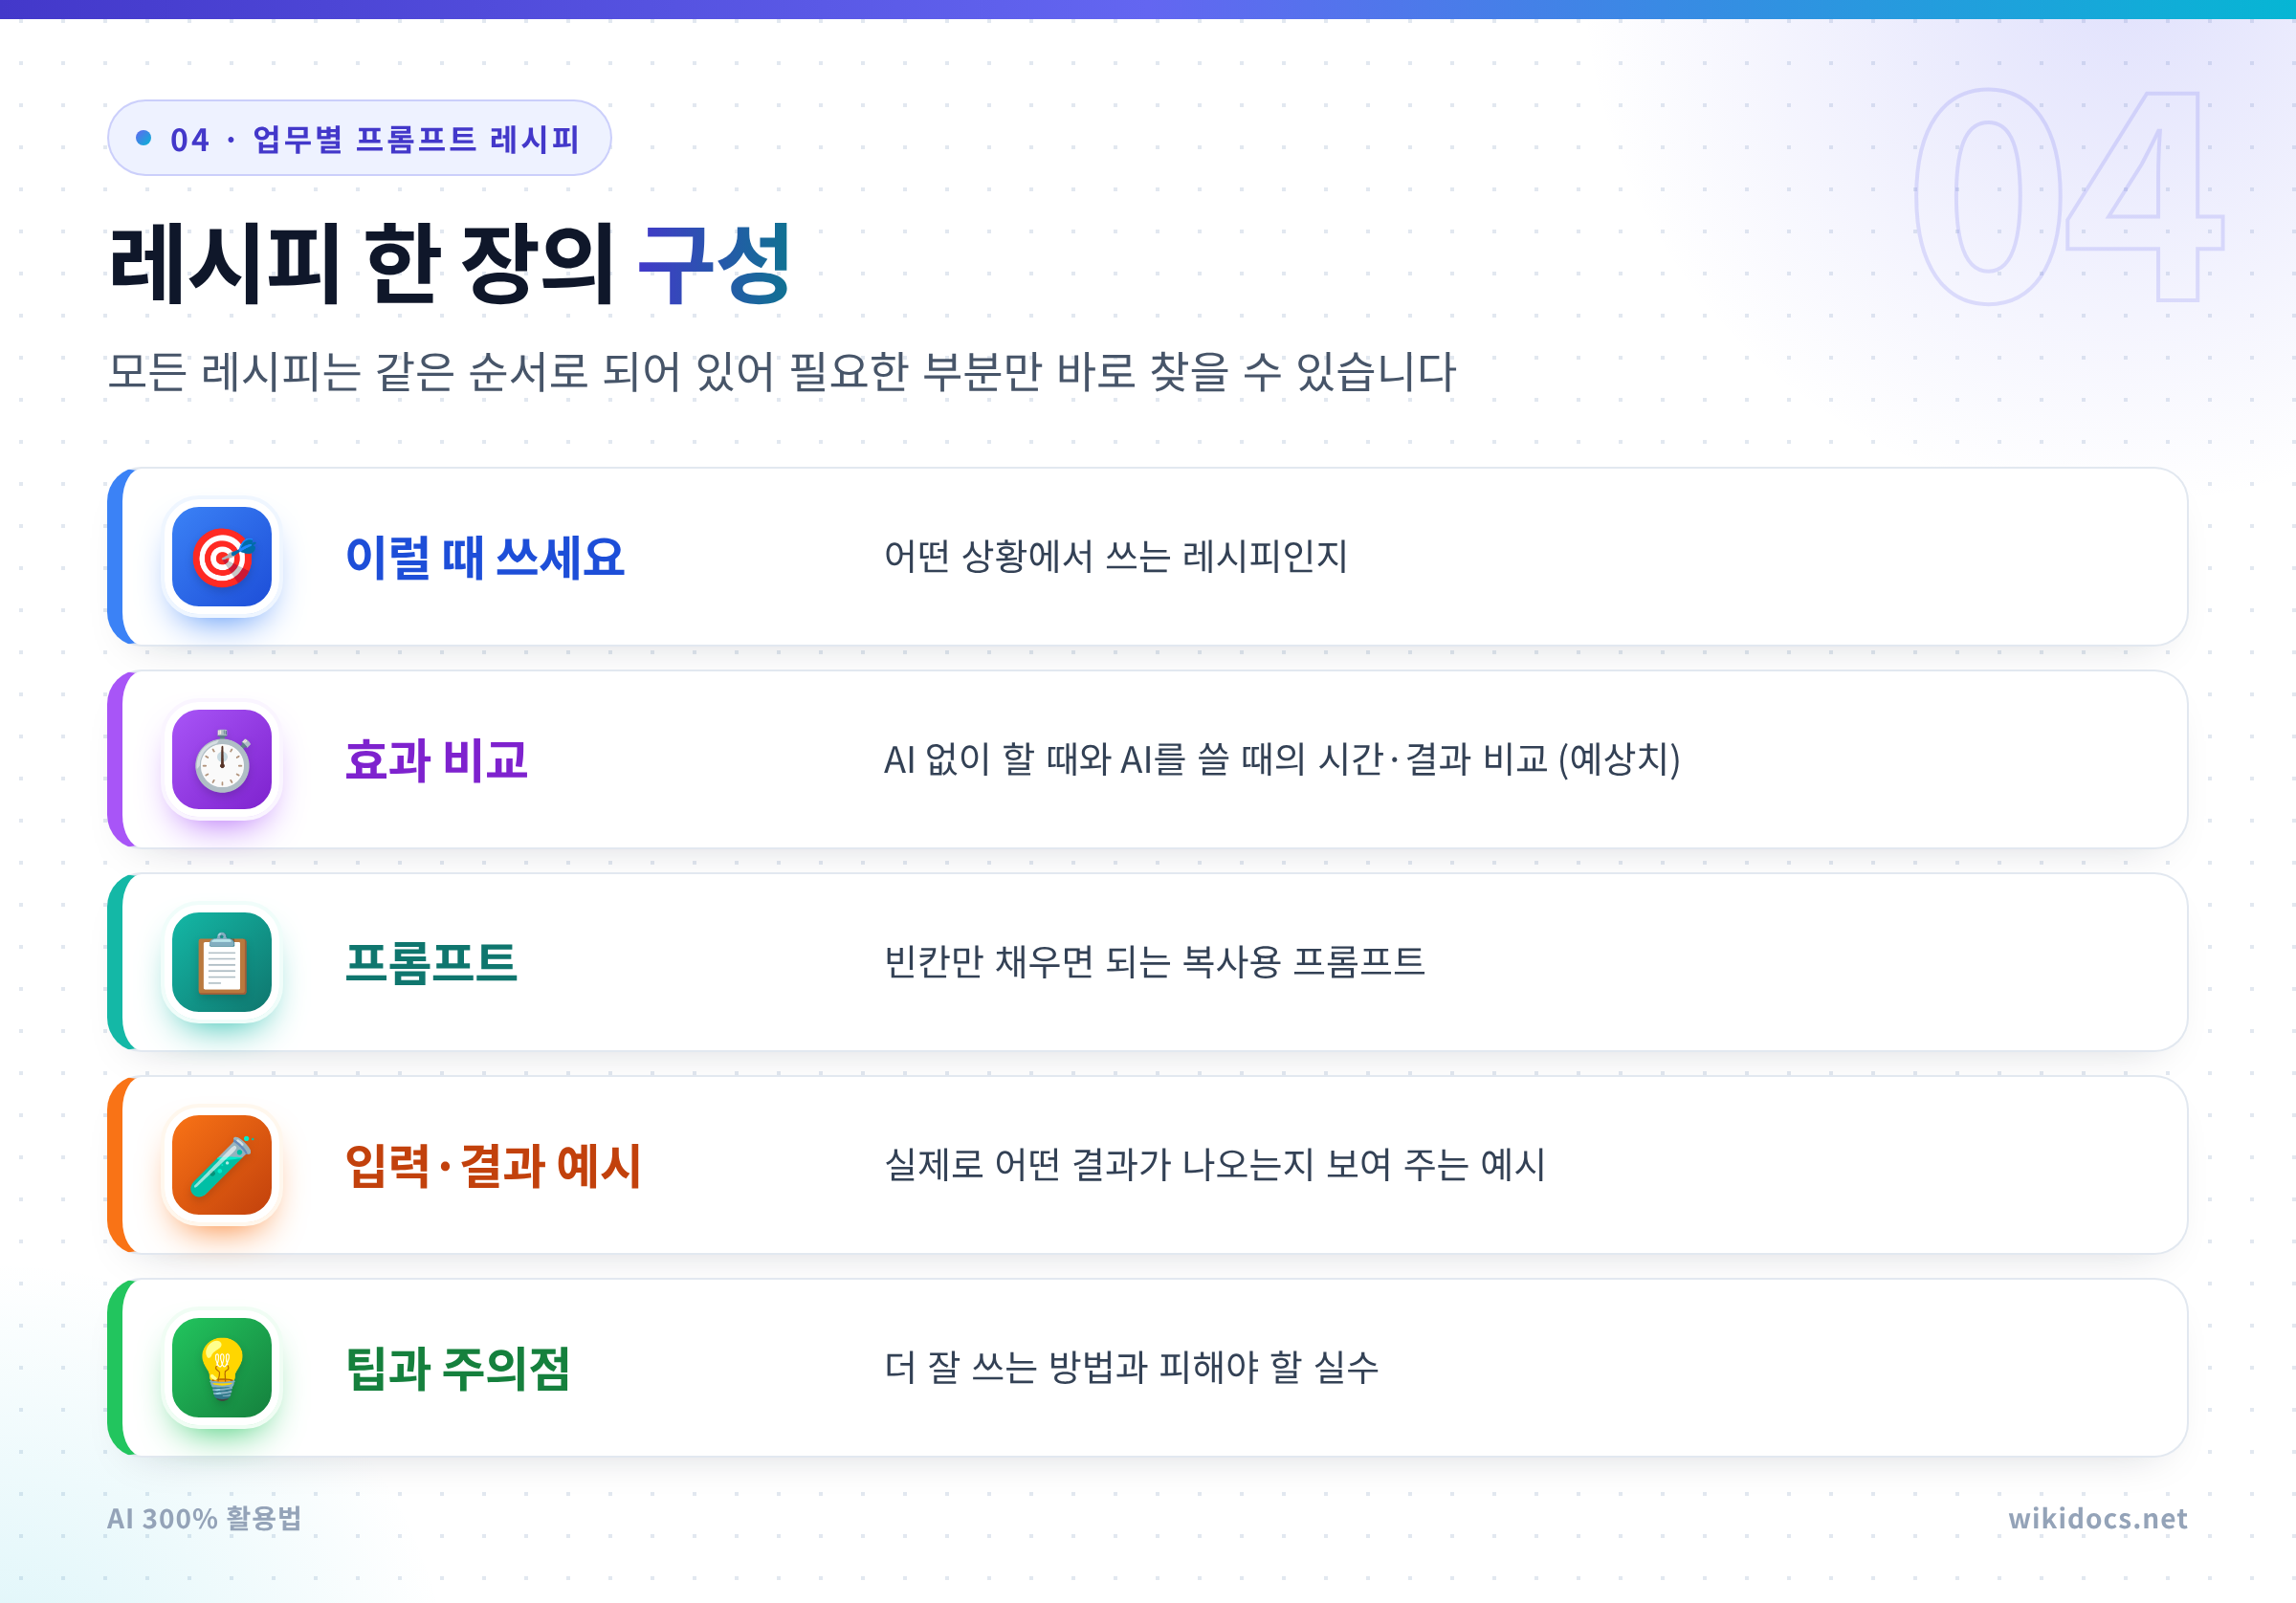 04 · 업무별 프롬프트 레시피
04
레시피 한 장의 구성
모든 레시피는 같은 순서로 되어 있어 필요한 부분만 바로 찾을 수 있습니다
이럴 때 쓰세요
어떤 상황에서 쓰는 레시피인지
효과 비교
AI 없이 할 때와 AI를 쓸 때의 시간·결과 비교 (예상치)
프롬프트
빈칸만 채우면 되는 복사용 프롬프트
입력·결과 예시
실제로 어떤 결과가 나오는지 보여 주는 예시
팁과 주의점
더 잘 쓰는 방법과 피해야 할 실수
AI 300% 활용법
wikidocs.net